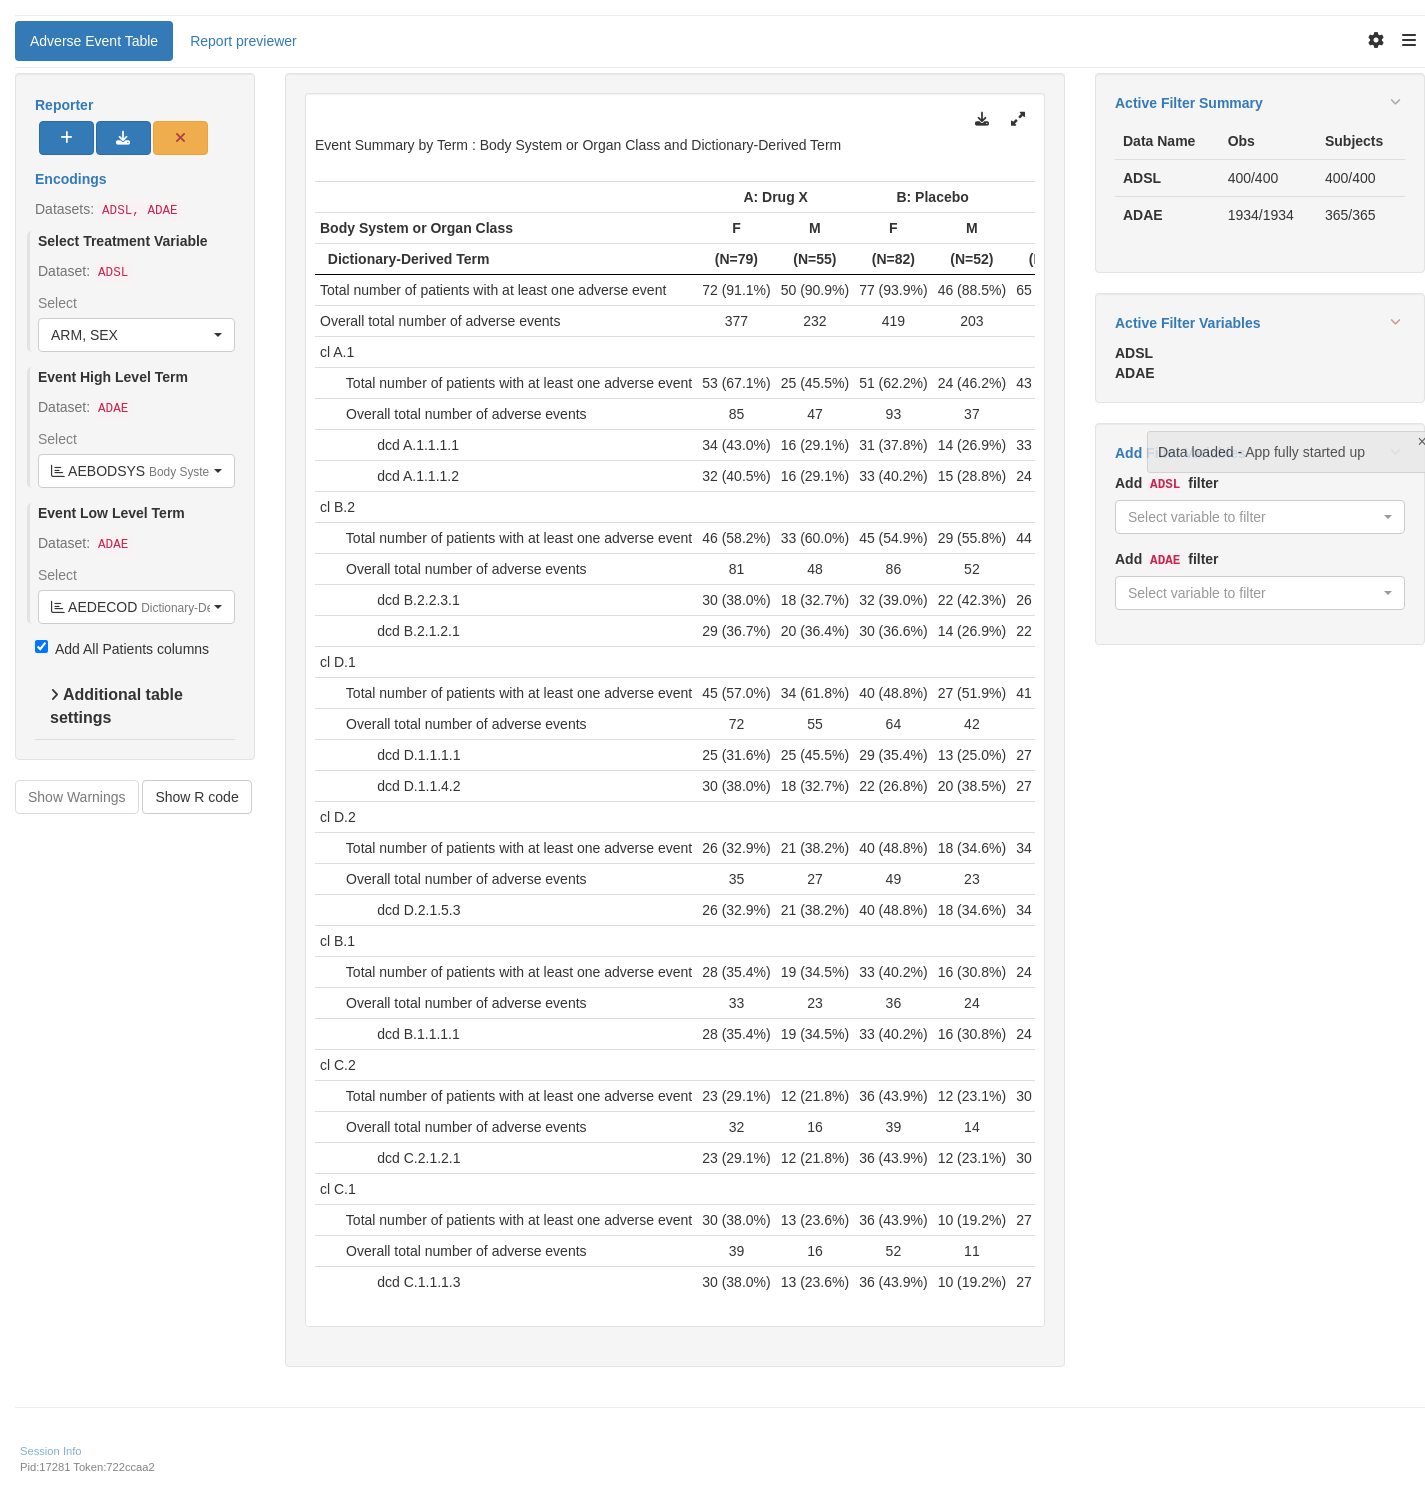 Adverse Event Table Report previewer
Reporter
Encodings
Datasets: ADSL, ADAE
Select Treatment Variable
Dataset: ADSL
Select
ARM, SEX
Event High Level Term
Dataset: ADAE
Select
AEBODSYS Body Syste
Event Low Level Term
Dataset: ADAE
Select
AEDECOD Dictionary-De
Add All Patients columns
Additional table
settings
Show Warnings Show R code
Event Summary by Term : Body System or Organ Class and Dictionary-Derived Term
A: Drug X B: Placebo
Body System or Organ Class F M F M
Dictionary-Derived Term (N=79) (N=55) (N=82) (N=52) (
Total number of patients with at least one adverse event 72 (91.1%) 50 (90.9%) 77 (93.9%) 46 (88.5%) 65
Overall total number of adverse events 377 232 419 203
cl A.1
Total number of patients with at least one adverse event 53 (67.1%) 25 (45.5%) 51 (62.2%) 24 (46.2%) 43
Overall total number of adverse events 85 47 93 37
dcd A.1.1.1.1 34 (43.0%) 16 (29.1%) 31 (37.8%) 14 (26.9%) 33
dcd A.1.1.1.2 32 (40.5%) 16 (29.1%) 33 (40.2%) 15 (28.8%) 24
cl B.2
Total number of patients with at least one adverse event 46 (58.2%) 33 (60.0%) 45 (54.9%) 29 (55.8%) 44
Overall total number of adverse events 81 48 86 52
dcd B.2.2.3.1 30 (38.0%) 18 (32.7%) 32 (39.0%) 22 (42.3%) 26
dcd B.2.1.2.1 29 (36.7%) 20 (36.4%) 30 (36.6%) 14 (26.9%) 22
cl D.1
Total number of patients with at least one adverse event 45 (57.0%) 34 (61.8%) 40 (48.8%) 27 (51.9%) 41
Overall total number of adverse events 72 55 64 42
dcd D.1.1.1.1 25 (31.6%) 25 (45.5%) 29 (35.4%) 13 (25.0%) 27
dcd D.1.1.4.2 30 (38.0%) 18 (32.7%) 22 (26.8%) 20 (38.5%) 27
cl D.2
Total number of patients with at least one adverse event 26 (32.9%) 21 (38.2%) 40 (48.8%) 18 (34.6%) 34
Overall total number of adverse events 35 27 49 23
dcd D.2.1.5.3 26 (32.9%) 21 (38.2%) 40 (48.8%) 18 (34.6%) 34
cl B.1
Total number of patients with at least one adverse event 28 (35.4%) 19 (34.5%) 33 (40.2%) 16 (30.8%) 24
Overall total number of adverse events 33 23 36 24
dcd B.1.1.1.1 28 (35.4%) 19 (34.5%) 33 (40.2%) 16 (30.8%) 24
cl C.2
Total number of patients with at least one adverse event 23 (29.1%) 12 (21.8%) 36 (43.9%) 12 (23.1%) 30
Overall total number of adverse events 32 16 39 14
dcd C.2.1.2.1 23 (29.1%) 12 (21.8%) 36 (43.9%) 12 (23.1%) 30
cl C.1
Total number of patients with at least one adverse event 30 (38.0%) 13 (23.6%) 36 (43.9%) 10 (19.2%) 27
Overall total number of adverse events 39 16 52 11
dcd C.1.1.1.3 30 (38.0%) 13 (23.6%) 36 (43.9%) 10 (19.2%) 27
Active Filter Summary
Data Name Obs Subjects
ADSL 400/400 400/400
ADAE 1934/1934 365/365
Active Filter Variables
ADSL
ADAE
Add
Data loaded - App fully started up
Add ADSL filter
Select variable to filter
Add ADAE filter
Select variable to filter
Session Info
Pid:17281 Token:722ccaa2